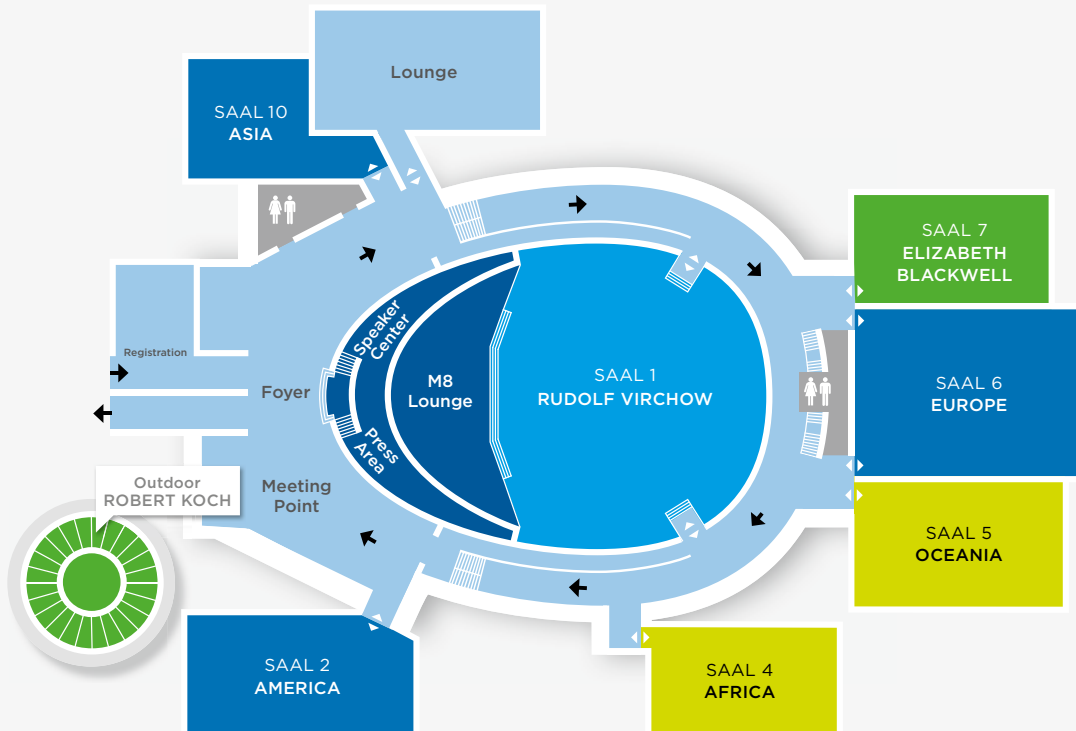 Lounge
SAAL 10
ASIA
SAAL 7
ELIZABETH
BLACKWELL
Speaker
Center
Registration
Foyer
M8
Lounge
SAAL 1
RUDOLF VIRCHOW
SAAL 6
EUROPE
Press
Area
Outdoor
ROBERT KOCH
Meeting
Point
SAAL 5
OCEANIA
SAAL 2
AMERICA
SAAL 4
AFRICA